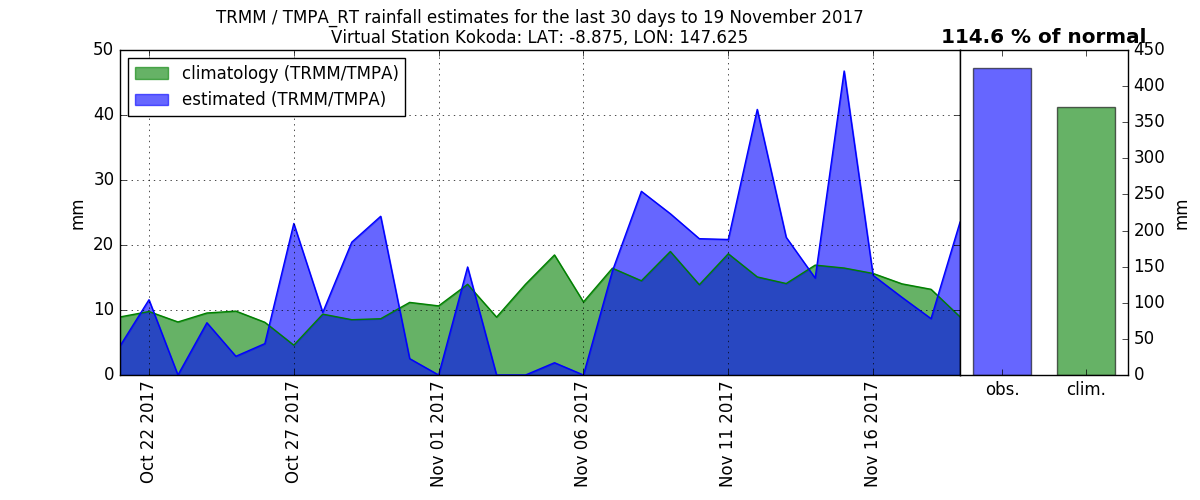 TRMM / TMPA_RT rainfall estimates for the last 30 days to 19 November 2017
Virtual Station Kokoda: LAT: -8.875, LON: 147.625
114.6 % of normal
climatology (TRMM/TMPA)
estimated (TRMM/TMPA)
mm
50
40
30
20
10
0
Oct 22 2017
Oct 27 2017
Nov 01 2017
Nov 06 2017
Nov 11 2017
Nov 16 2017
obs.
clim.
450
400
350
300
250
200
150
100
50
0
mm